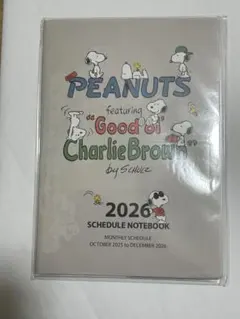 PEANUTS
featuring
"Good ol'
Charlie Brown"
by SCHULZ
2026
SCHEDULE NOTEBOOK
MONTHLY SCHEDULE
OCTOBER 2025 to DECEMBER 2026